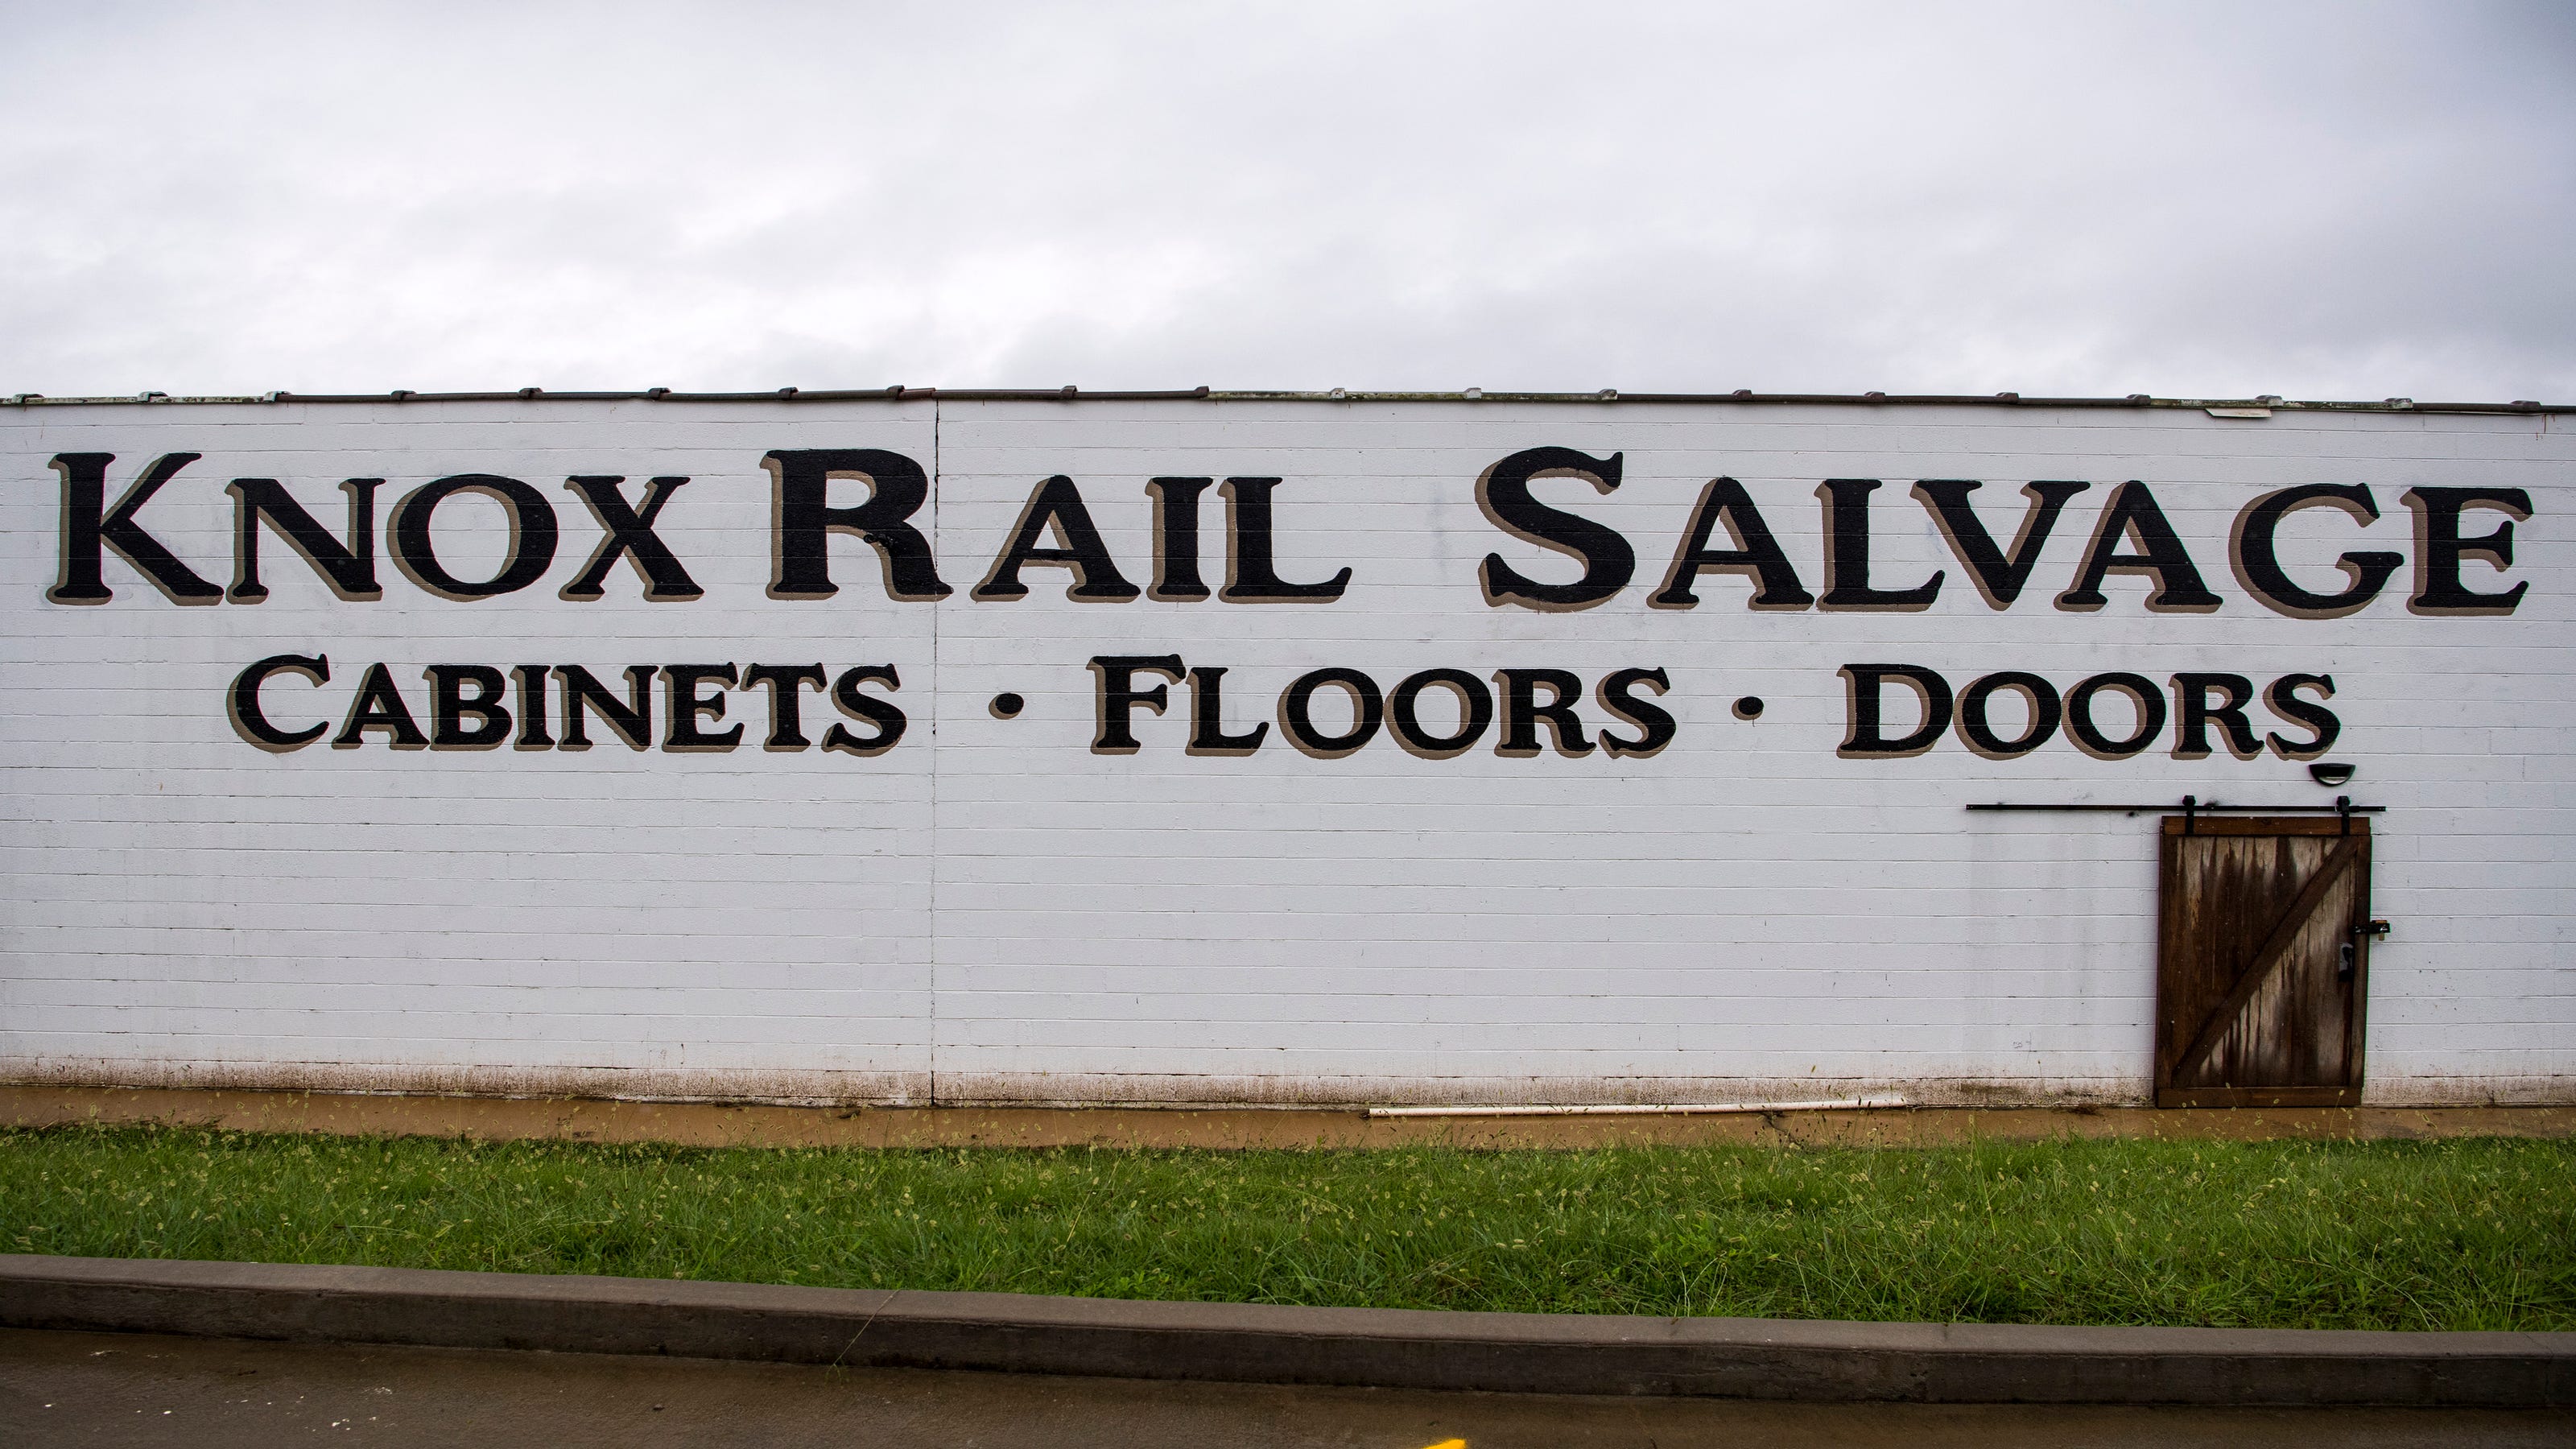 KNOX RAIL SALVAGE
CABINETS • FLOORS • DOORS